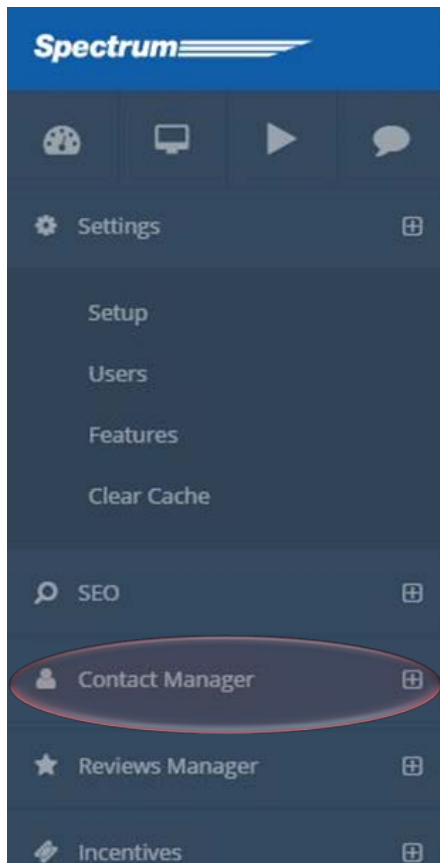 Spectrum
Settings
Setup
Users
Features
Clear Cache
SEO
Contact Manager
Reviews Manager
Incentives